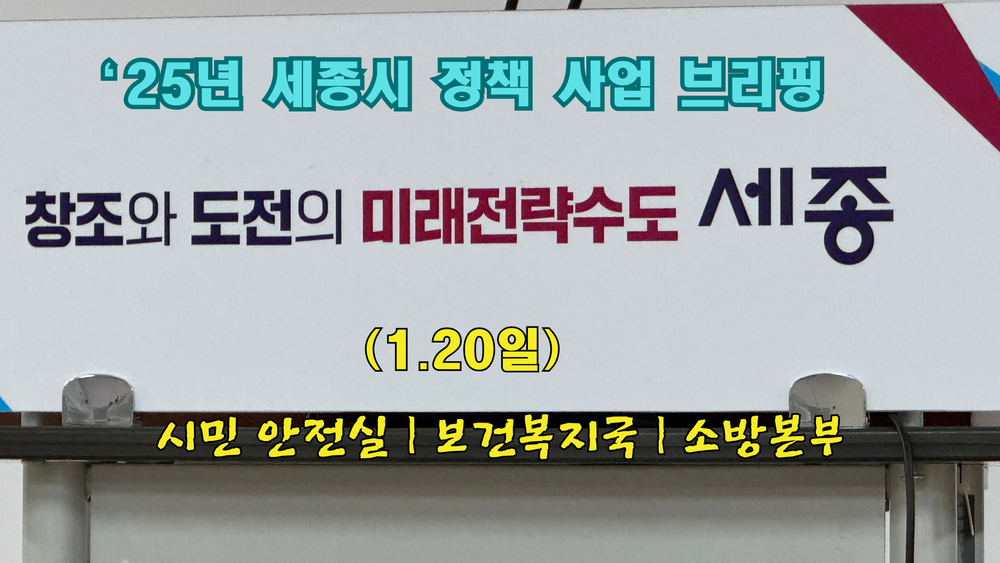 ‘25년 세종시 정책 사업 브리핑
창조와 도전의 미래전략수도 세종
(1.20일)
시민 안전실 | 보건복지국 | 소방본부